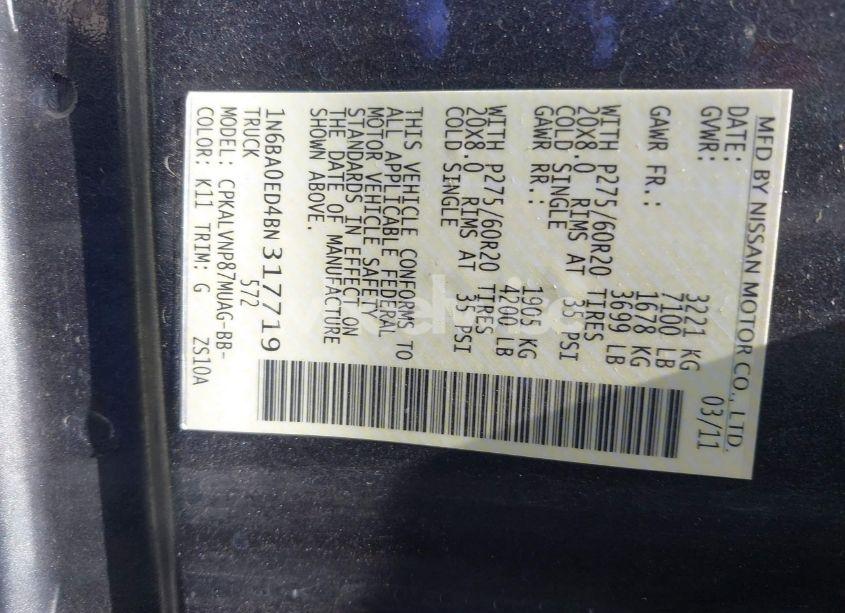 MFD BY NISSAN MOTOR CO., LTD.
DATE: 03/11
GVWR: 3221 KG
7100 LB
GAWR FR.: 1678 KG
3699 LB
WITH P275/60R20 TIRES
20X8.0 RIMS AT 35 PSI
COLD SINGLE
GAWR RR.: 1905 KG
4200 LB
WITH P275/60R20 TIRES
20X8.0 RIMS AT 35 PSI
COLD SINGLE
THIS VEHICLE CONFORMS TO
ALL APPLICABLE FEDERAL
MOTOR VEHICLE SAFETY
STANDARDS IN EFFECT
THE DATE OF MANUFACTURE
SHOWN ABOVE.
1N6BA0ED4BN317719
TRUCK 572
MODEL: CPKALVNP87MUAG-BB-
COLOR: K11 TRIM: G ZS10A